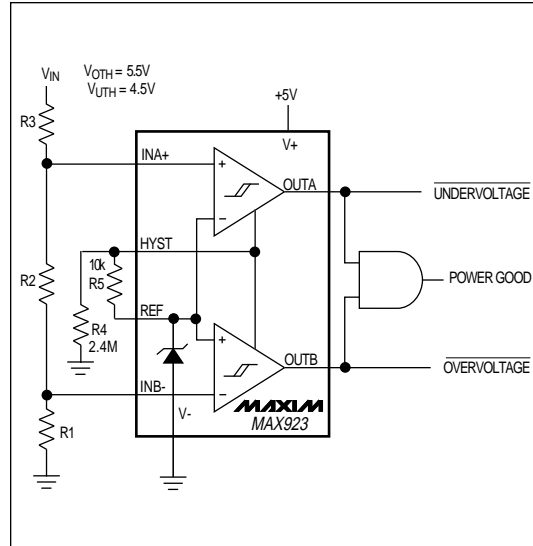 VIN
VOTH = 5.5V
VUTH = 4.5V
+5V
R3
V+
INA+
+
OUTA
UNDERVOLTAGE
−
HYST
10k
R5
R2
POWER GOOD
REF
R4
2.4M
+
OUTB
OVERVOLTAGE
INB-
−
V-
MAXIM
MAX923
R1